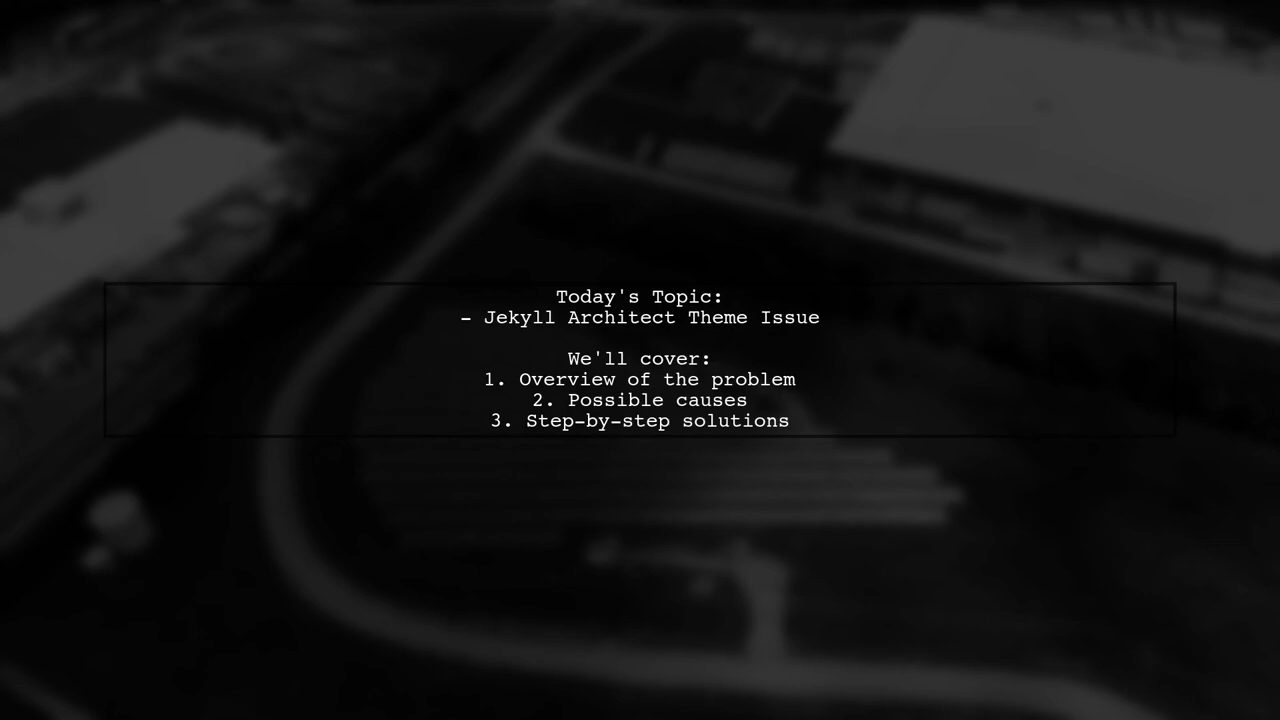 Today's Topic:
- Jekyll Architect Theme Issue
We'll cover:
1. Overview of the problem
2. Possible causes
3. Step-by-step solutions